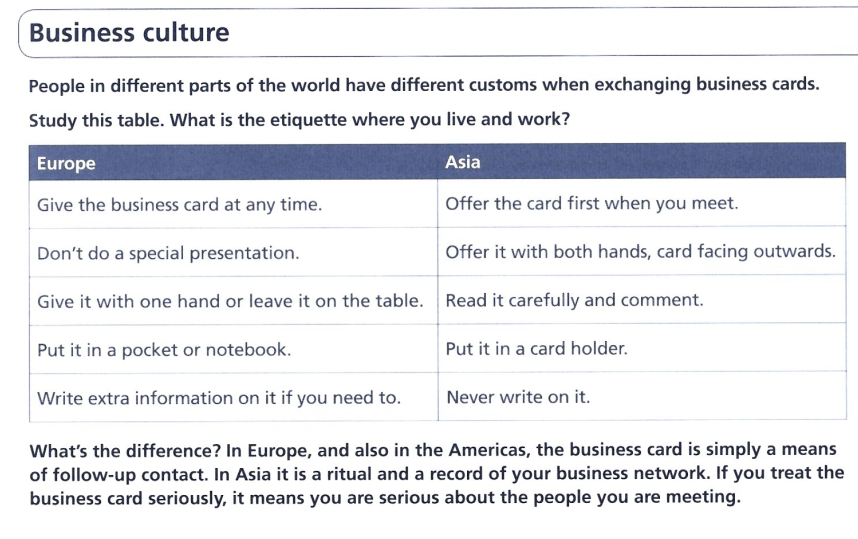 Business culture
People in different parts of the world have different customs when exchanging business cards.
Study this table. What is the etiquette where you live and work?
Europe Asia
Give the business card at any time. Offer the card first when you meet.
Don't do a special presentation. Offer it with both hands, card facing outwards.
Give it with one hand or leave it on the table. Read it carefully and comment.
Put it in a pocket or notebook. Put it in a card holder.
Write extra information on it if you need to. Never write on it.
What's the difference? In Europe, and also in the Americas, the business card is simply a means
of follow-up contact. In Asia it is a ritual and a record of your business network. If you treat the
business card seriously, it means you are serious about the people you are meeting.